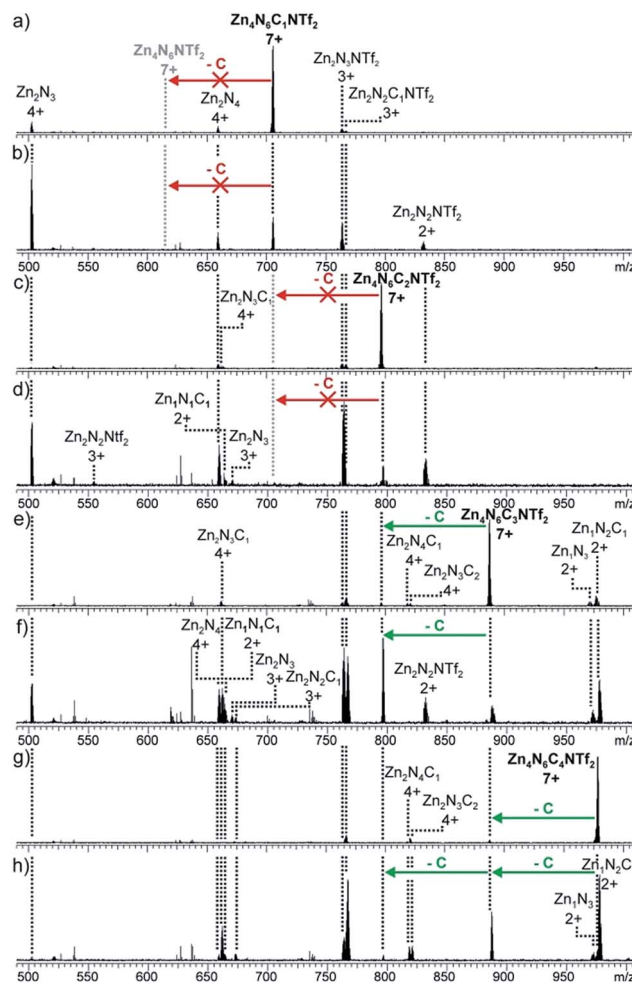 a)
Zn₄N₆C₁NTf₂
7+
Zn₄N₆NTf₂
7+
- C
Zn₂N₃
4+
Zn₂N₄
4+
Zn₂N₃NTf₂
3+
Zn₂N₂C₁NTf₂
3+
b)
- C
Zn₂N₂NTf₂
2+
500 550 600 650 700 750 800 850 900 950 m/z
c)
Zn₄N₆C₂NTf₂
7+
- C
Zn₂N₃C₁
4+
d)
- C
Zn₁N₁C₁
2+
Zn₂N₂Ntf₂
3+
Zn₂N₃
3+
500 550 600 650 700 750 800 850 900 950 m/z
e)
Zn₄N₆C₃NTf₂
7+
- C
Zn₂N₃C₁
4+
Zn₂N₄C₁
4+
Zn₂N₃C₂
4+
Zn₁N₃
2+
Zn₁N₂C₁
2+
f)
- C
Zn₂N₄
4+
Zn₁N₁C₁
2+
Zn₂N₃
3+
Zn₂N₂C₁
3+
Zn₂N₂NTf₂
2+
500 550 600 650 700 750 800 850 900 950 m/z
g)
Zn₄N₆C₄NTf₂
7+
- C
Zn₂N₄C₁
4+
Zn₂N₃C₂
4+
h)
- C
- C
Zn₁N₂C
2+
Zn₁N₃
2+
500 550 600 650 700 750 800 850 900 950 m/z